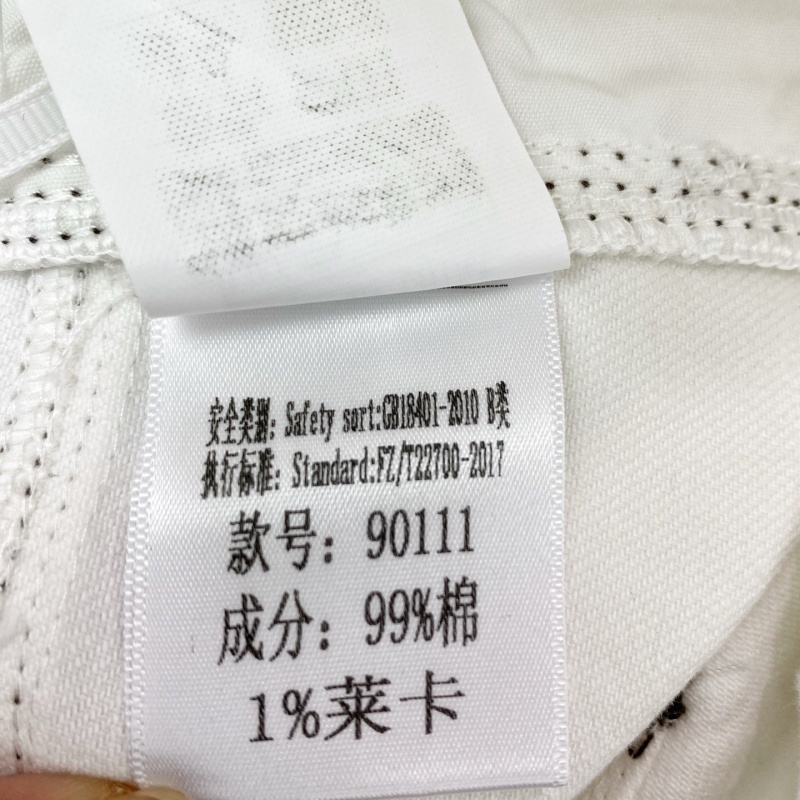 安全类别: Safety sort:GB18401-2010 B类
执行标准: Standard:FZ/T22700-2017
款号: 90111
成分: 99%棉
1%莱卡